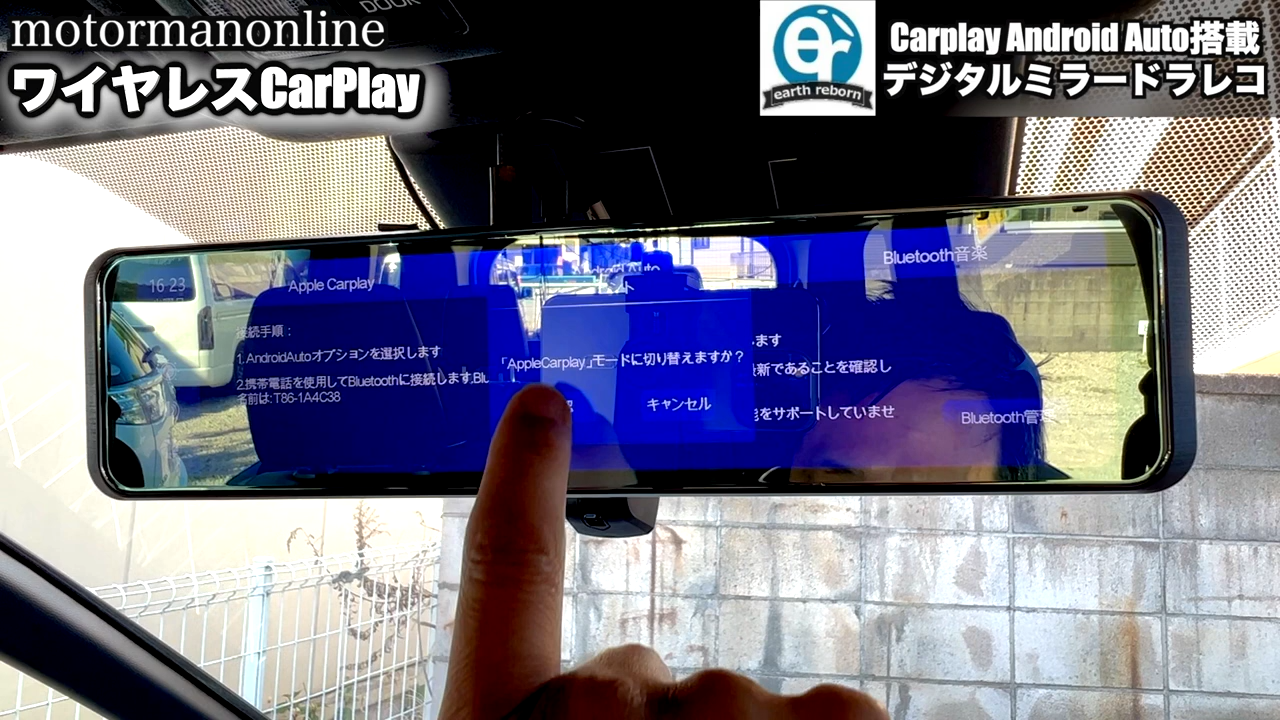 motormanonline
ワイヤレスCarPlay
earth reborn
Carplay Android Auto搭載
デジタルミラードラレコ
16 23
Apple Carplay
Android Auto
Bluetooth音楽
接続手順：
1. AndroidAutoオプションを選択します
2.携帯電話を使用してBluetoothに接続します,Blu
名前は: T86-1A4C38
「AppleCarplay」モードに切り替えますか？
キャンセル
ます
最新であることを確認し
能をサポートしていませ
Bluetooth管理